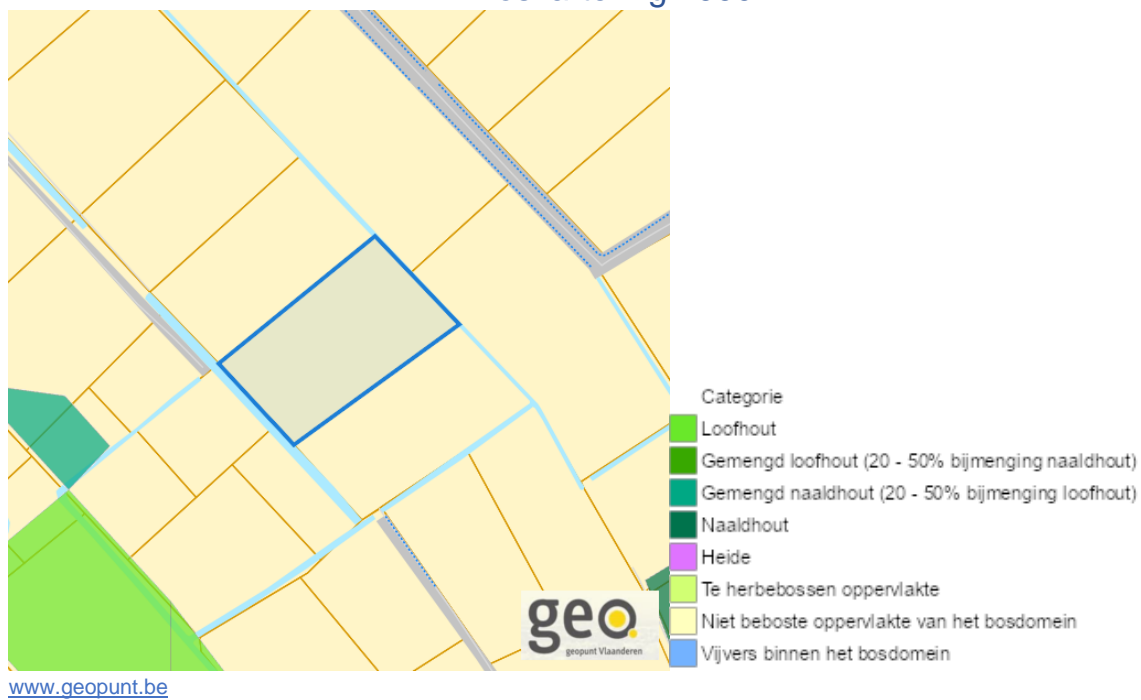 Categorie
Loofhout
Gemengd loofhout (20 - 50% bijmenging naaldhout)
Gemengd naaldhout (20 - 50% bijmenging loofhout)
Naaldhout
Heide
Te herbebossen oppervlakte
Niet beboste oppervlakte van het bosdomein
Vijvers binnen het bosdomein
geo.
geopunt Vlaanderen
www.geopunt.be